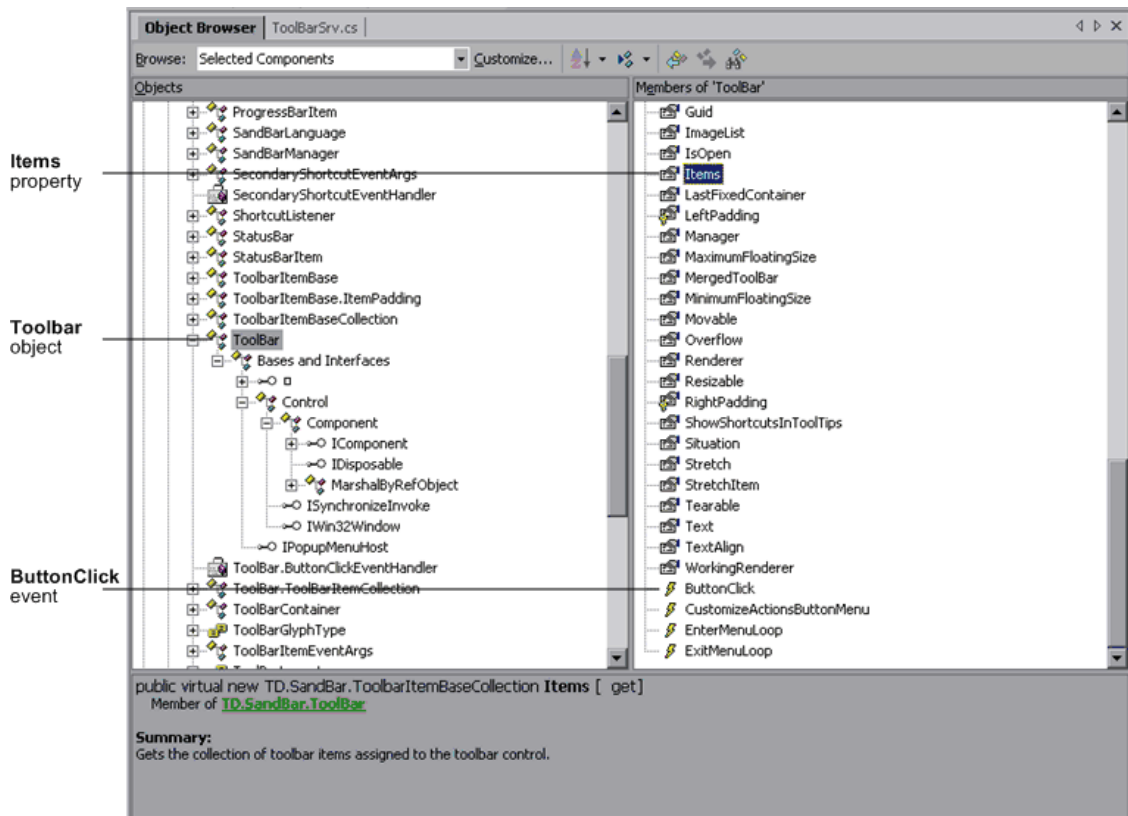 Object Browser ToolBarSrv.cs
Browse: Selected Components Customize...
Objects
ProgressBarItem
SandBarLanguage
SandBarManager
SecondaryShortcutEventArgs
SecondaryShortcutEventHandler
ShortcutListener
StatusBar
StatusBarItem
ToolbarItemBase
ToolbarItemBase.ItemPadding
ToolbarItemBaseCollection
ToolBar
Bases and Interfaces
Control
Component
IComponent
IDisposable
MarshalByRefObject
ISynchronizeInvoke
IWin32Window
IPopupMenuHost
ToolBar.ButtonClickEventHandler
ToolBar.ToolBarItemCollection
ToolBarContainer
ToolBarGlyphType
ToolBarItemEventArgs
Members of 'ToolBar'
Guid
ImageList
IsOpen
Items
LastFixedContainer
LeftPadding
Manager
MaximumFloatingSize
MergedToolBar
MinimumFloatingSize
Movable
Overflow
Renderer
Resizable
RightPadding
ShowShortcutsInToolTips
Situation
Stretch
StretchItem
Tearable
Text
TextAlign
WorkingRenderer
ButtonClick
CustomizeActionsButtonMenu
EnterMenuLoop
ExitMenuLoop
Items
property
Toolbar
object
ButtonClick
event
public virtual new TD.SandBar.ToolbarItemBaseCollection Items [ get]
Member of TD.SandBar.ToolBar
Summary:
Gets the collection of toolbar items assigned to the toolbar control.